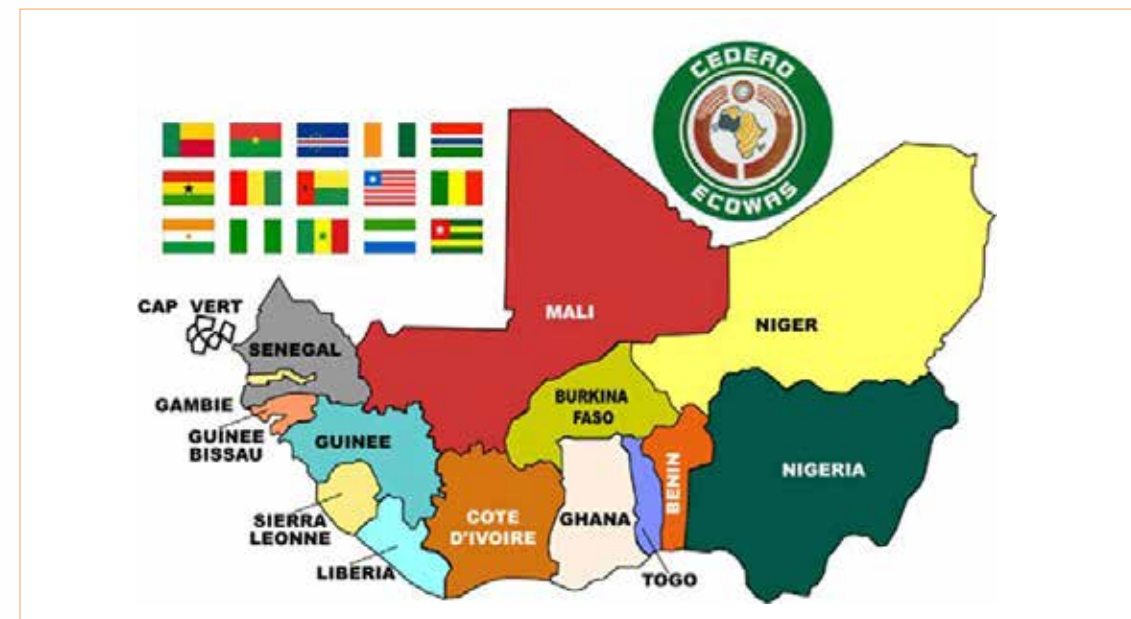 CEDEAO
ECOWAS
CAP VERT
SENEGAL
MALI
NIGER
GAMBIE
GUINEE
BISSAU
GUINEE
BURKINA
FASO
SIERRA
LEONNE
LIBERIA
COTE
D'IVOIRE
GHANA
TOGO
BENIN
NIGERIA